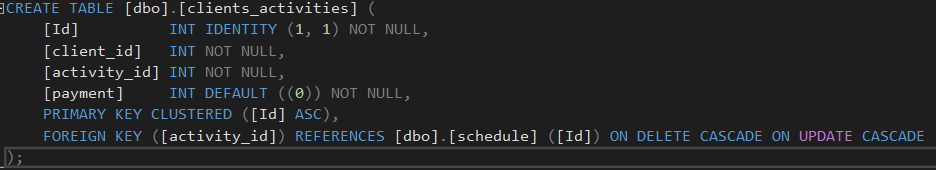 CREATE TABLE [dbo].[clients_activities] (
[Id] INT IDENTITY (1, 1) NOT NULL,
[client_id] INT NOT NULL,
[activity_id] INT NOT NULL,
[payment] INT DEFAULT ((0)) NOT NULL,
PRIMARY KEY CLUSTERED ([Id] ASC),
FOREIGN KEY ([activity_id]) REFERENCES [dbo].[schedule] ([Id]) ON DELETE CASCADE ON UPDATE CASCADE
);